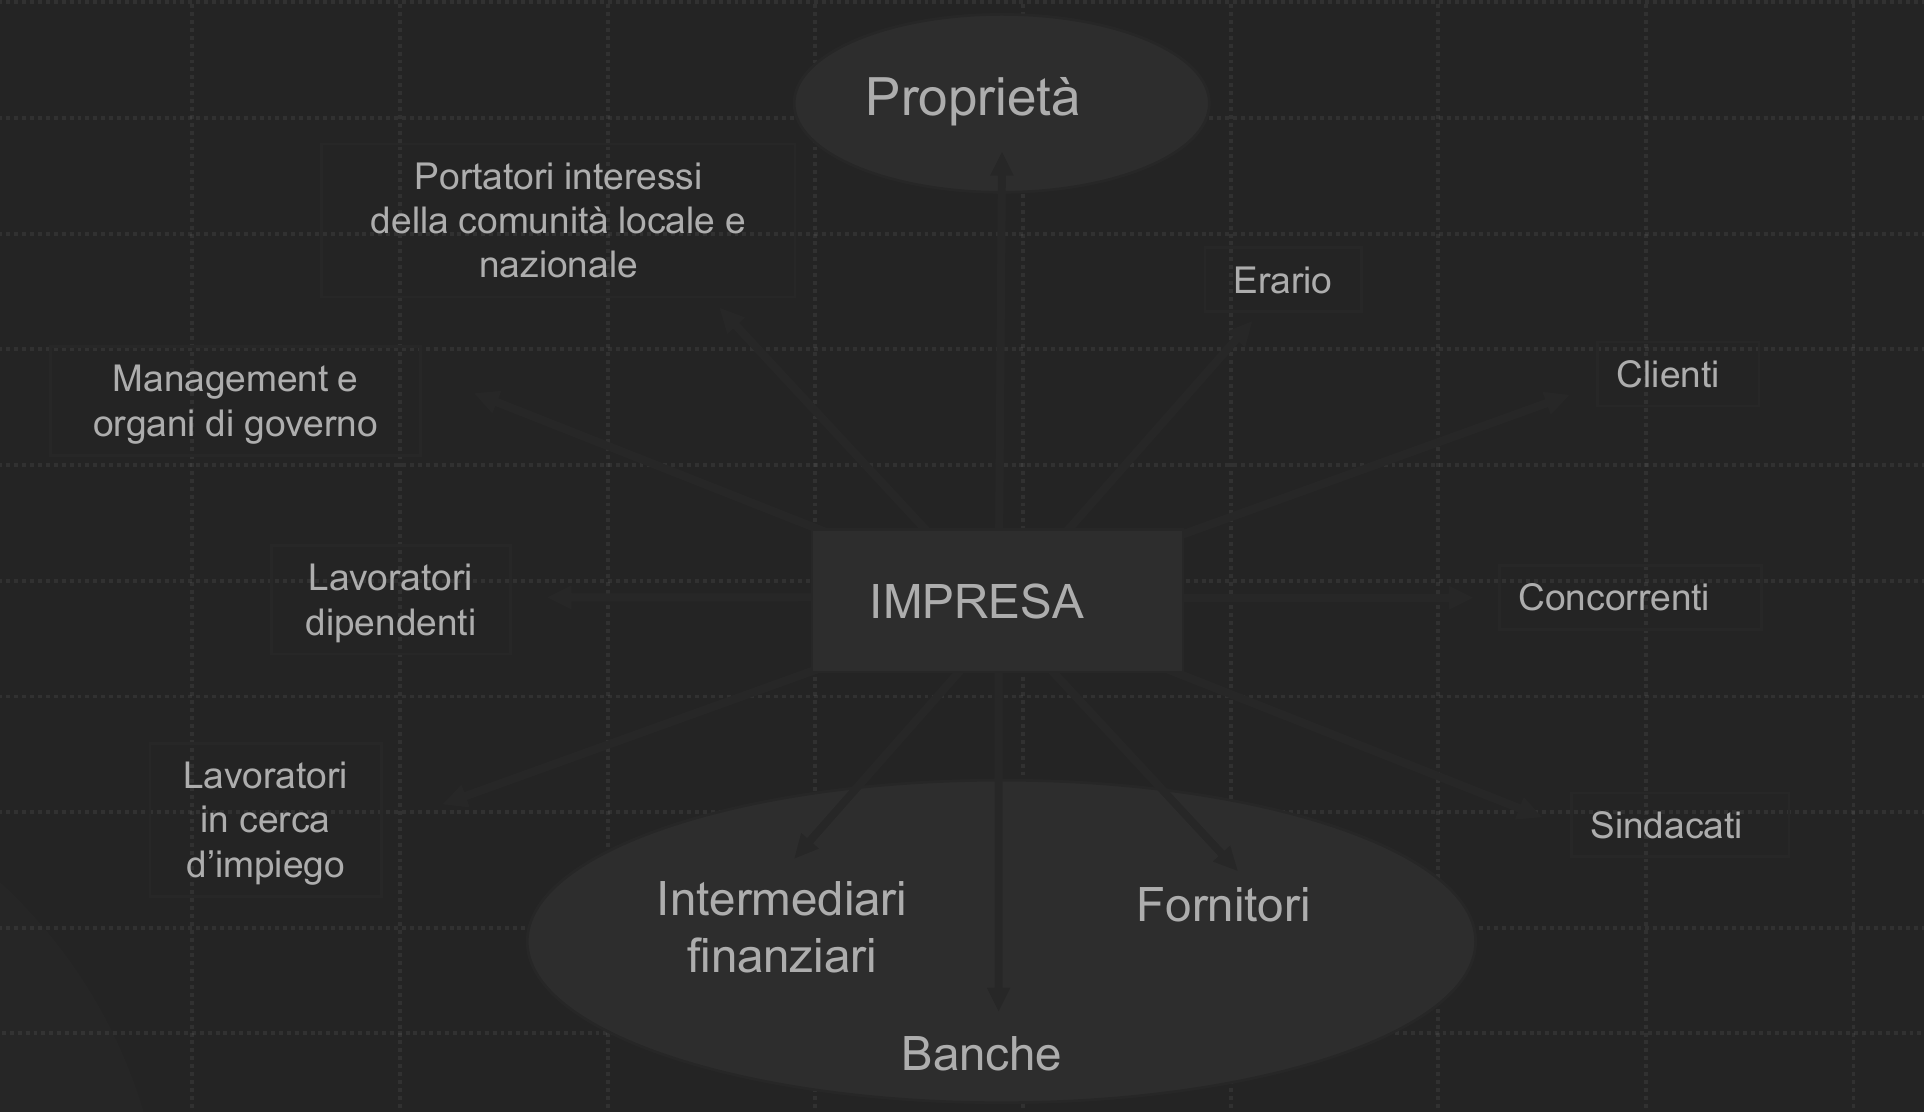 Proprietà
Portatori interessi
della comunità locale e
nazionale
Erario
Management e
organi di governo
Clienti
Lavoratori
dipendenti
IMPRESA
Concorrenti
Lavoratori
in cerca
d’impiego
Intermediari
finanziari
Fornitori
Sindacati
Banche